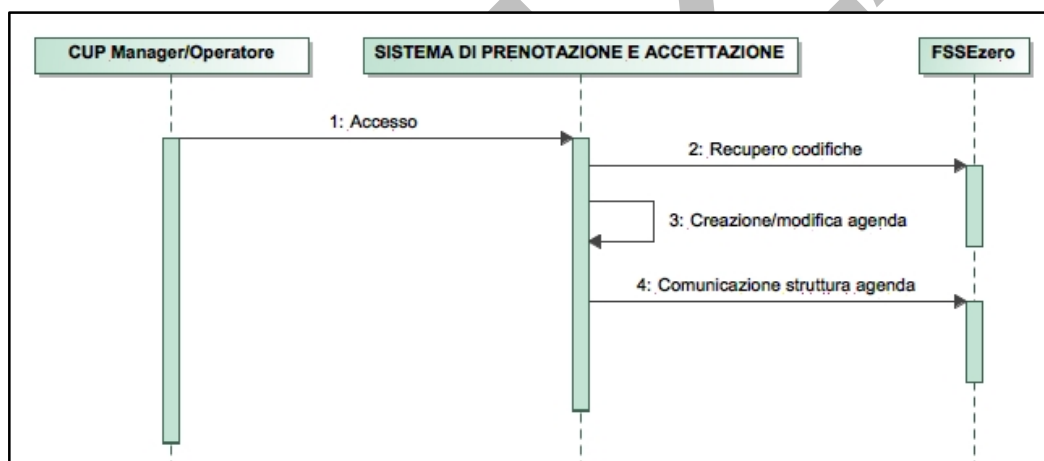 CUP Manager/Operatore
SISTEMA DI PRENOTAZIONE E ACCETTAZIONE
FSSEzero
1: Accesso
2: Recupero codifiche
3: Creazione/modifica agenda
4: Comunicazione struttura agenda